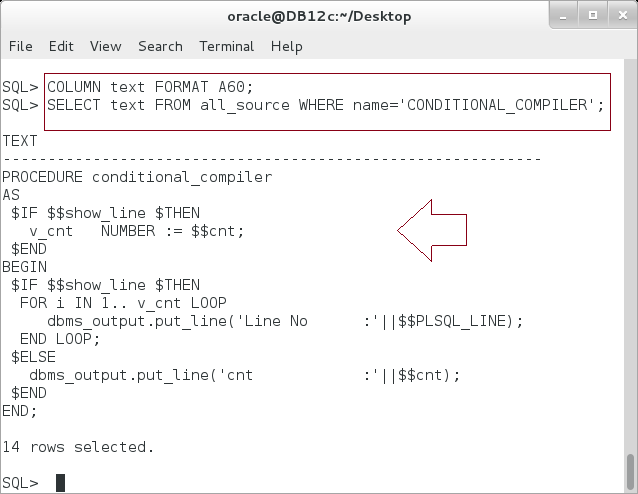 oracle@DB12c:~/Desktop
File Edit View Search Terminal Help
SQL> COLUMN text FORMAT A60;
SQL> SELECT text FROM all_source WHERE name='CONDITIONAL_COMPILER';
TEXT
------------------------------------------------------------
PROCEDURE conditional_compiler
AS
 $IF $$show_line $THEN
   v_cnt   NUMBER := $$cnt;
 $END
BEGIN
 $IF $$show_line $THEN
  FOR i IN 1.. v_cnt LOOP
     dbms_output.put_line('Line No      :'||$$PLSQL_LINE);
  END LOOP;
 $ELSE
   dbms_output.put_line('cnt            :'||$$cnt);
 $END
END;
14 rows selected.
SQL>